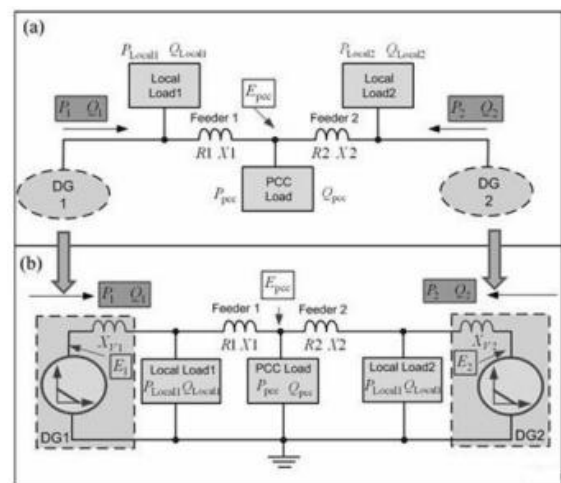 (a)
P_Local1 Q_Local1
P_Local2 Q_Local2
Local Load1
E_pcc
Local Load2
P_1 Q_1
P_2 Q_2
Feeder 1
Feeder 2
R1 X1
R2 X2
DG 1
P_pcc
PCC Load
Q_pcc
DG 2
(b)
P_1 Q_1
E_pcc
P_2 Q_2
Feeder 1
Feeder 2
X_V1
R1 X1
R2 X2
X_V2
E_1
Local Load1
P_Local1 Q_Local1
PCC Load
P_pcc Q_pcc
Local Load2
P_Local1 Q_Local1
E_2
DG1
DG2